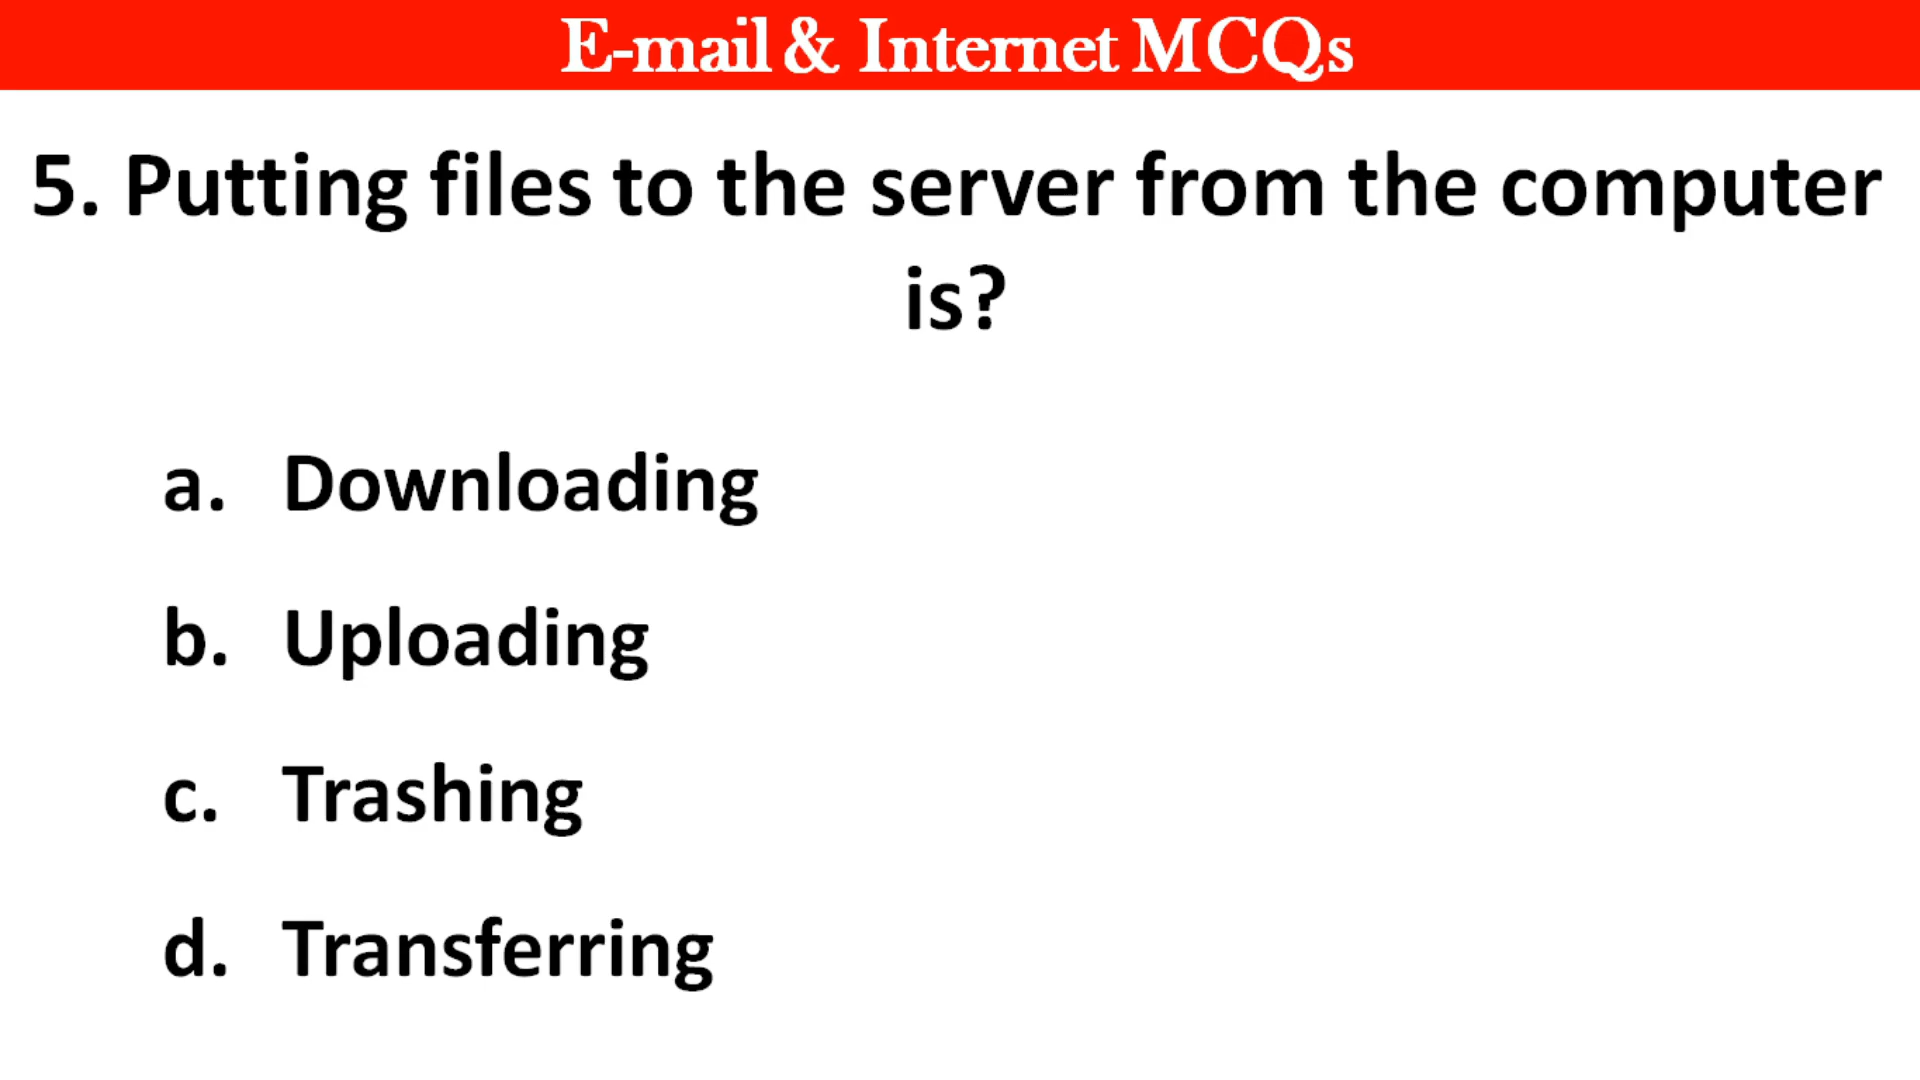 E-mail & Internet MCQs
5. Putting files to the server from the computer
is?
a. Downloading
b. Uploading
c. Trashing
d. Transferring